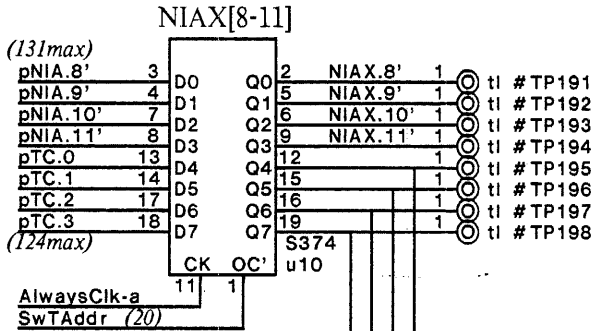 NIAX[8-11]
(131max)
pNIA.8' 3 D0 Q0 2 NIAX.8' 1 tl #TP191
pNIA.9' 4 D1 Q1 5 NIAX.9' 1 tl #TP192
pNIA.10' 7 D2 Q2 6 NIAX.10' 1 tl #TP193
pNIA.11' 8 D3 Q3 9 NIAX.11' 1 tl #TP194
pTC.0 13 D4 Q4 12 1 tl #TP195
pTC.1 14 D5 Q5 15 1 tl #TP196
pTC.2 17 D6 Q6 16 1 tl #TP197
pTC.3 18 D7 Q7 19 1 tl #TP198
(124max) S374
CK OC' u10
11 1
AlwaysClk-a
SwTAddr (20)